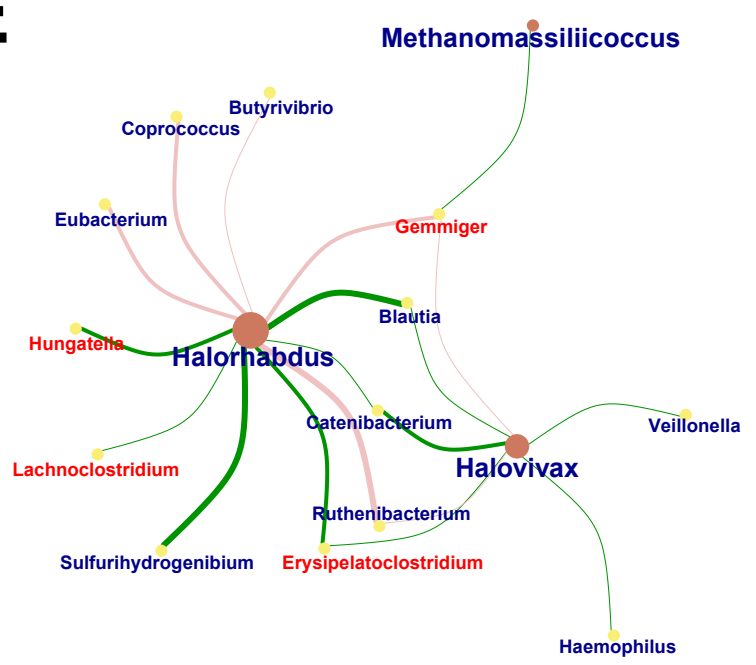 Methanomassiliicoccus
Butyrivibrio
Coprococcus
Eubacterium
Gemmiger
Blautia
Hungatella
Halorhabdus
Catenibacterium
Veillonella
Lachnoclostridium
Halovivax
Ruthenibacterium
Sulfurihydrogenibium
Erysipelatoclostridium
Haemophilus